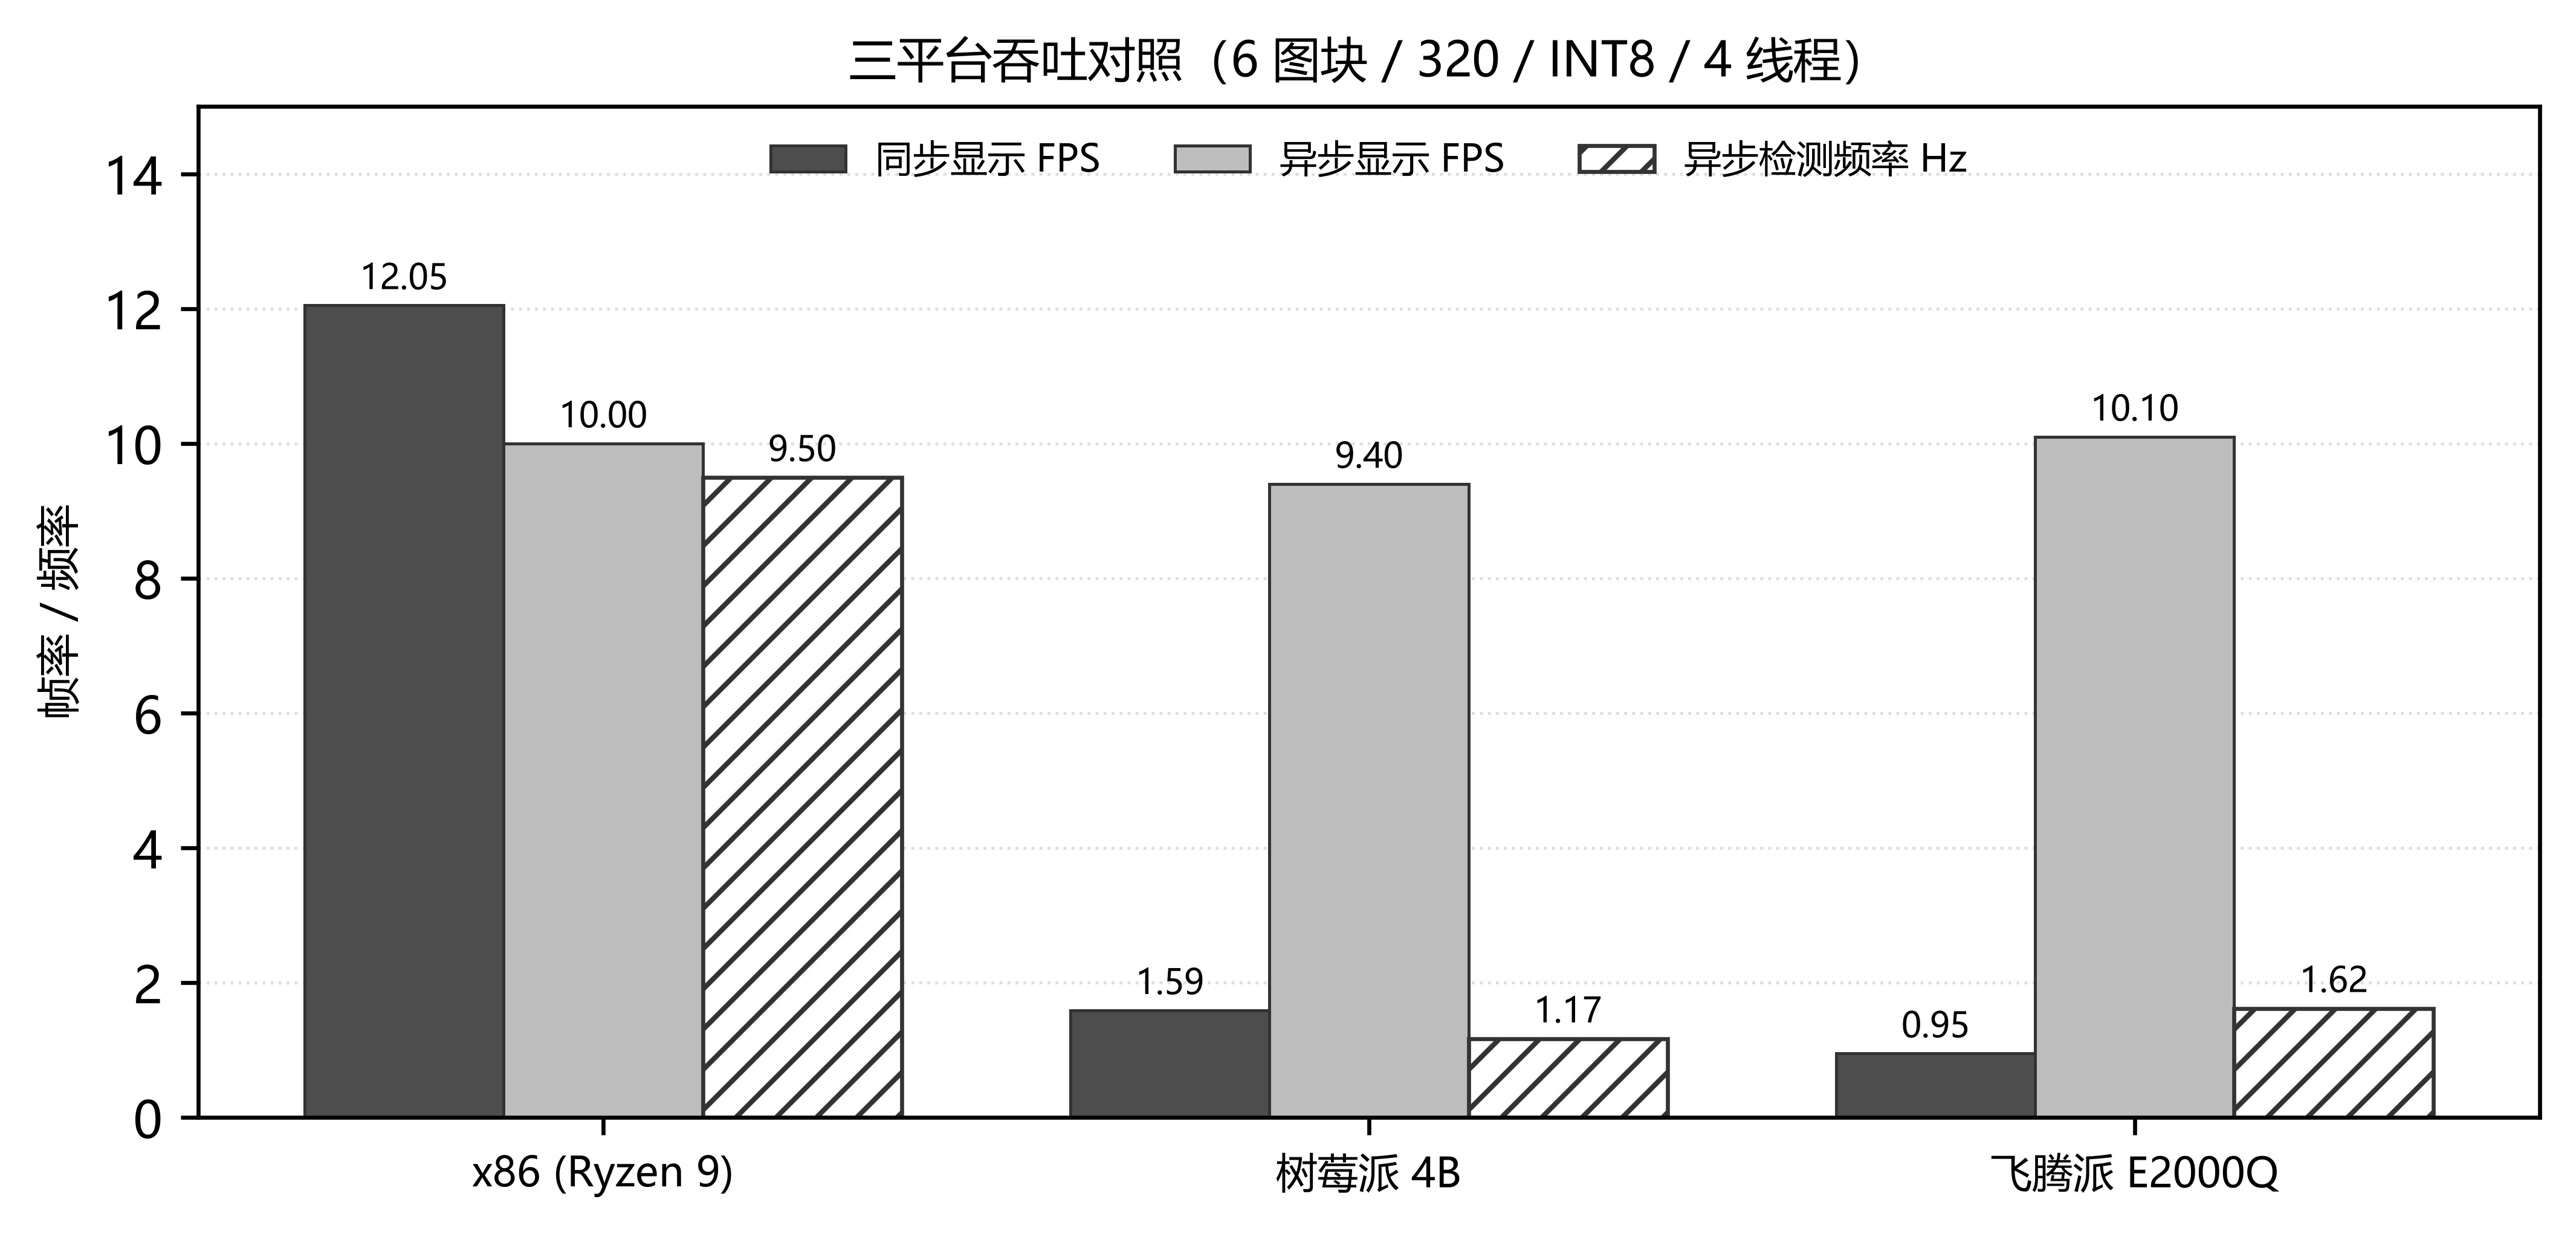 三平台吞吐对照（6 图块 / 320 / INT8 / 4 线程）
同步显示 FPS
异步显示 FPS
异步检测频率 Hz
帧率 / 频率
14
12
10
8
6
4
2
0
12.05
10.00
9.50
1.59
9.40
1.17
0.95
10.10
1.62
x86 (Ryzen 9)
树莓派 4B
飞腾派 E2000Q